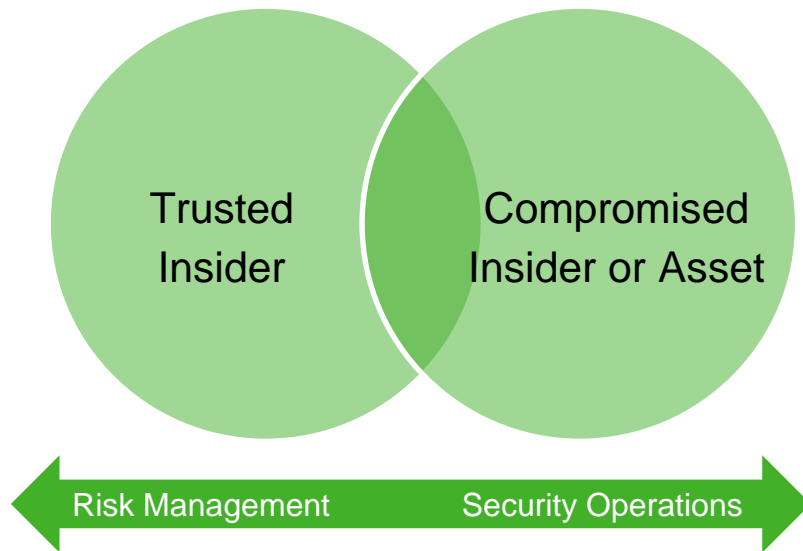 Trusted
Insider
Compromised
Insider or Asset
Risk Management
Security Operations